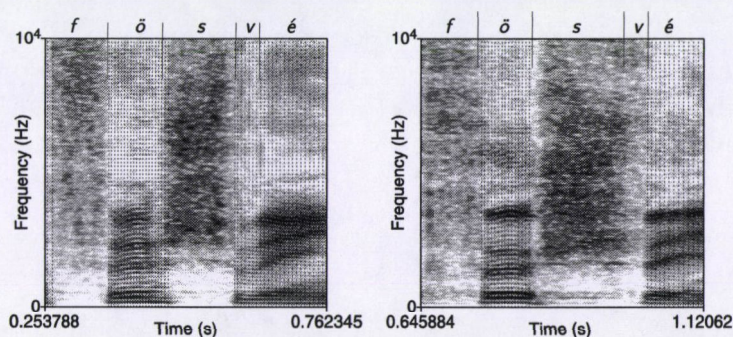 f ö s v é
10⁴
Frequency (Hz)
0
0.253788
Time (s)
0.762345
f ö s v é
10⁴
Frequency (Hz)
0
0.645884
Time (s)
1.12062